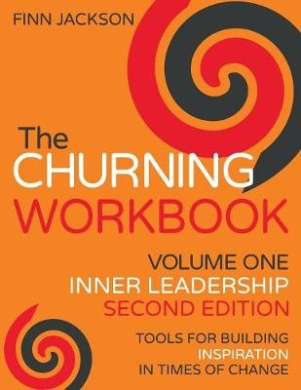 FINN JACKSON
The
CHURNING
WORKBOOK
VOLUME ONE
INNER LEADERSHIP
SECOND EDITION
TOOLS FOR BUILDING
INSPIRATION
IN TIMES OF CHANGE